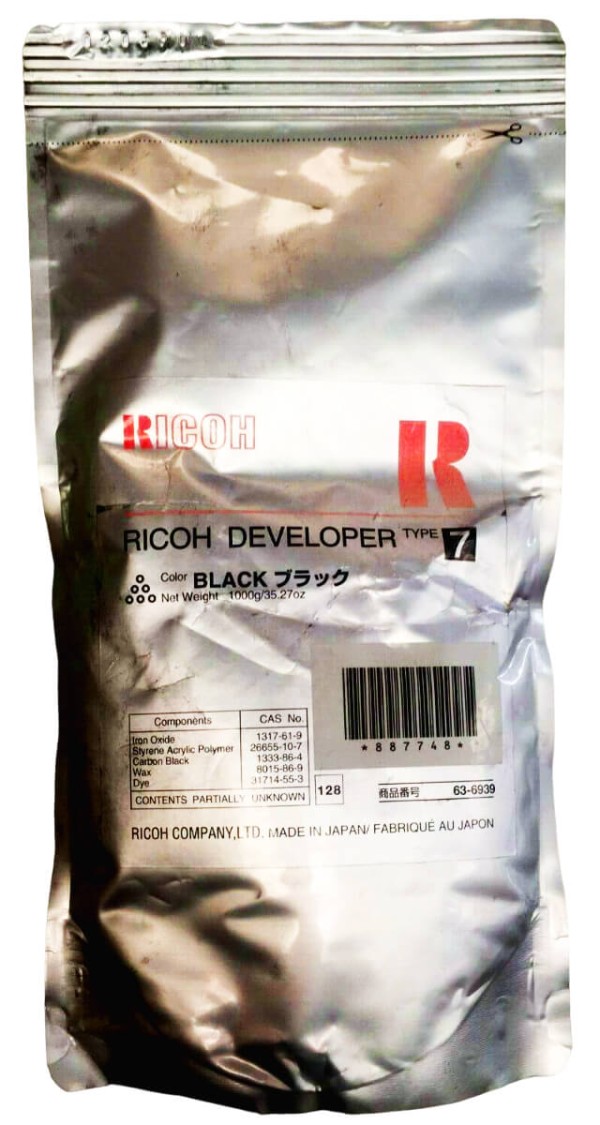 RICOH
R
RICOH DEVELOPER TYPE 7
Color BLACK ブラック
Net Weight 1000g/35.27oz
*887748*
Components CAS No.
Iron Oxide 1317-61-9
Styrene Acrylic Polymer 26655-10-7
Carbon Black 1333-86-4
Wax 8015-86-9
Dye 31714-55-3
CONTENTS PARTIALLY UNKNOWN
128
商品番号 63-6939
RICOH COMPANY,LTD. MADE IN JAPAN/ FABRIQUÉ AU JAPON